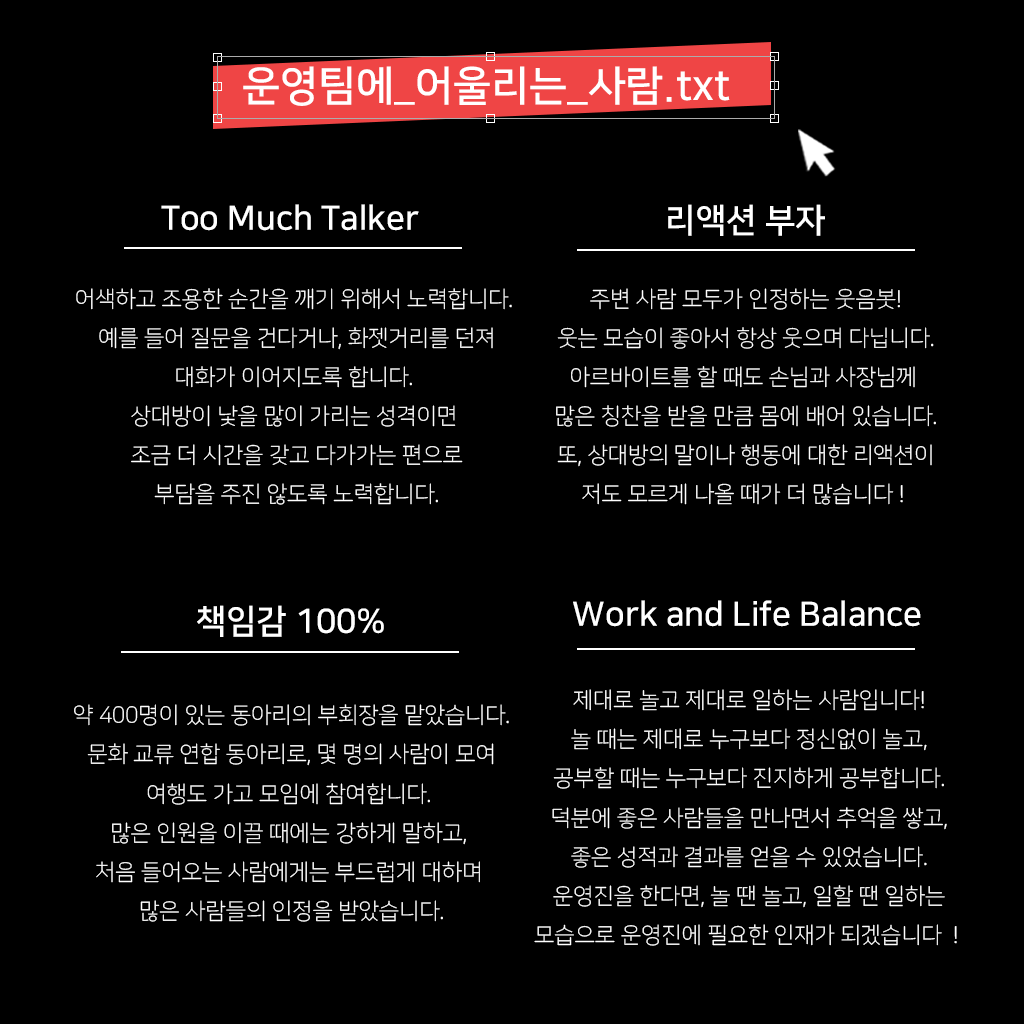 운영팀에_어울리는_사람.txt
Too Much Talker
어색하고 조용한 순간을 깨기 위해서 노력합니다.
예를 들어 질문을 건다거나, 화젯거리를 던져
대화가 이어지도록 합니다.
상대방이 낯을 많이 가리는 성격이면
조금 더 시간을 갖고 다가가는 편으로
부담을 주진 않도록 노력합니다.
리액션 부자
주변 사람 모두가 인정하는 웃음봇!
웃는 모습이 좋아서 항상 웃으며 다닙니다.
아르바이트를 할 때도 손님과 사장님께
많은 칭찬을 받을 만큼 몸에 배어 있습니다.
또, 상대방의 말이나 행동에 대한 리액션이
저도 모르게 나올 때가 더 많습니다 !
책임감 100%
약 400명이 있는 동아리의 부회장을 맡았습니다.
문화 교류 연합 동아리로, 몇 명의 사람이 모여
여행도 가고 모임에 참여합니다.
많은 인원을 이끌 때에는 강하게 말하고,
처음 들어오는 사람에게는 부드럽게 대하며
많은 사람들의 인정을 받았습니다.
Work and Life Balance
제대로 놀고 제대로 일하는 사람입니다!
놀 때는 제대로 누구보다 정신없이 놀고,
공부할 때는 누구보다 진지하게 공부합니다.
덕분에 좋은 사람들을 만나면서 추억을 쌓고,
좋은 성적과 결과를 얻을 수 있었습니다.
운영진을 한다면, 놀 땐 놀고, 일할 땐 일하는
모습으로 운영진에 필요한 인재가 되겠습니다 !